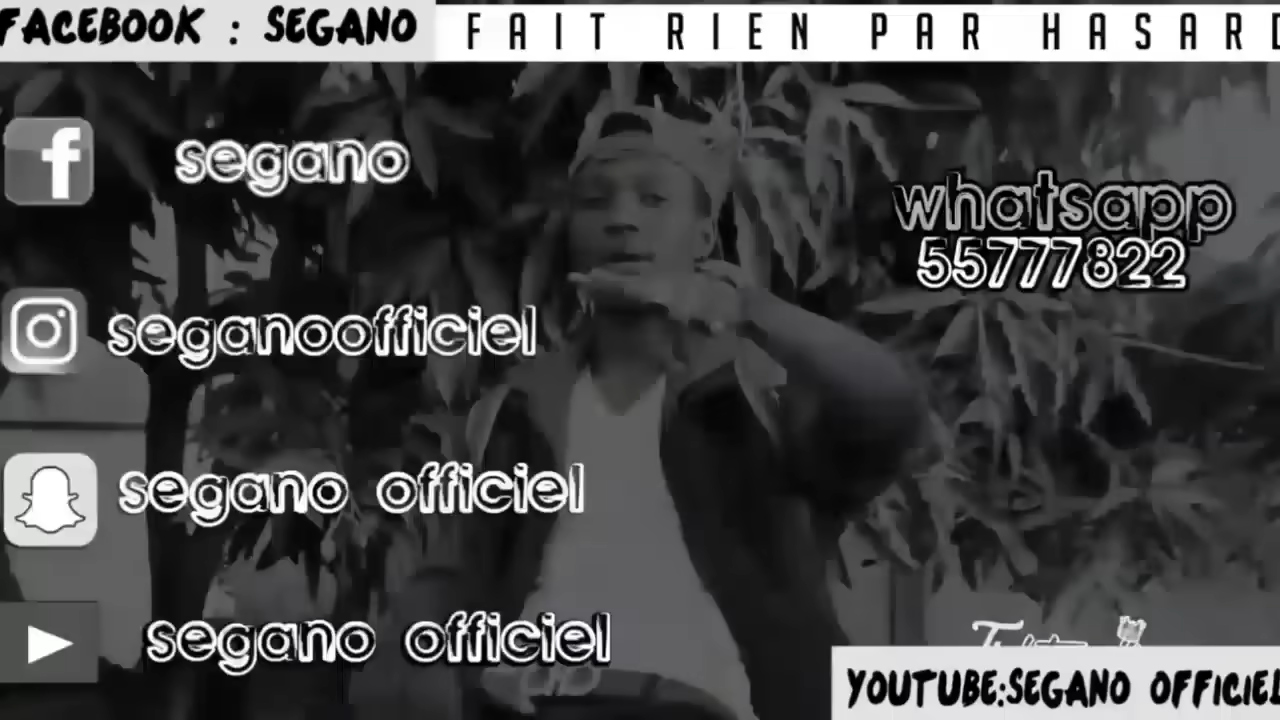 FACEBOOK : SEGANO
FAIT RIEN PAR HASARD
segano
whatsapp
55777822
seganoofficiel
segano officiel
segano officiel
YOUTUBE:SEGANO OFFICIEL